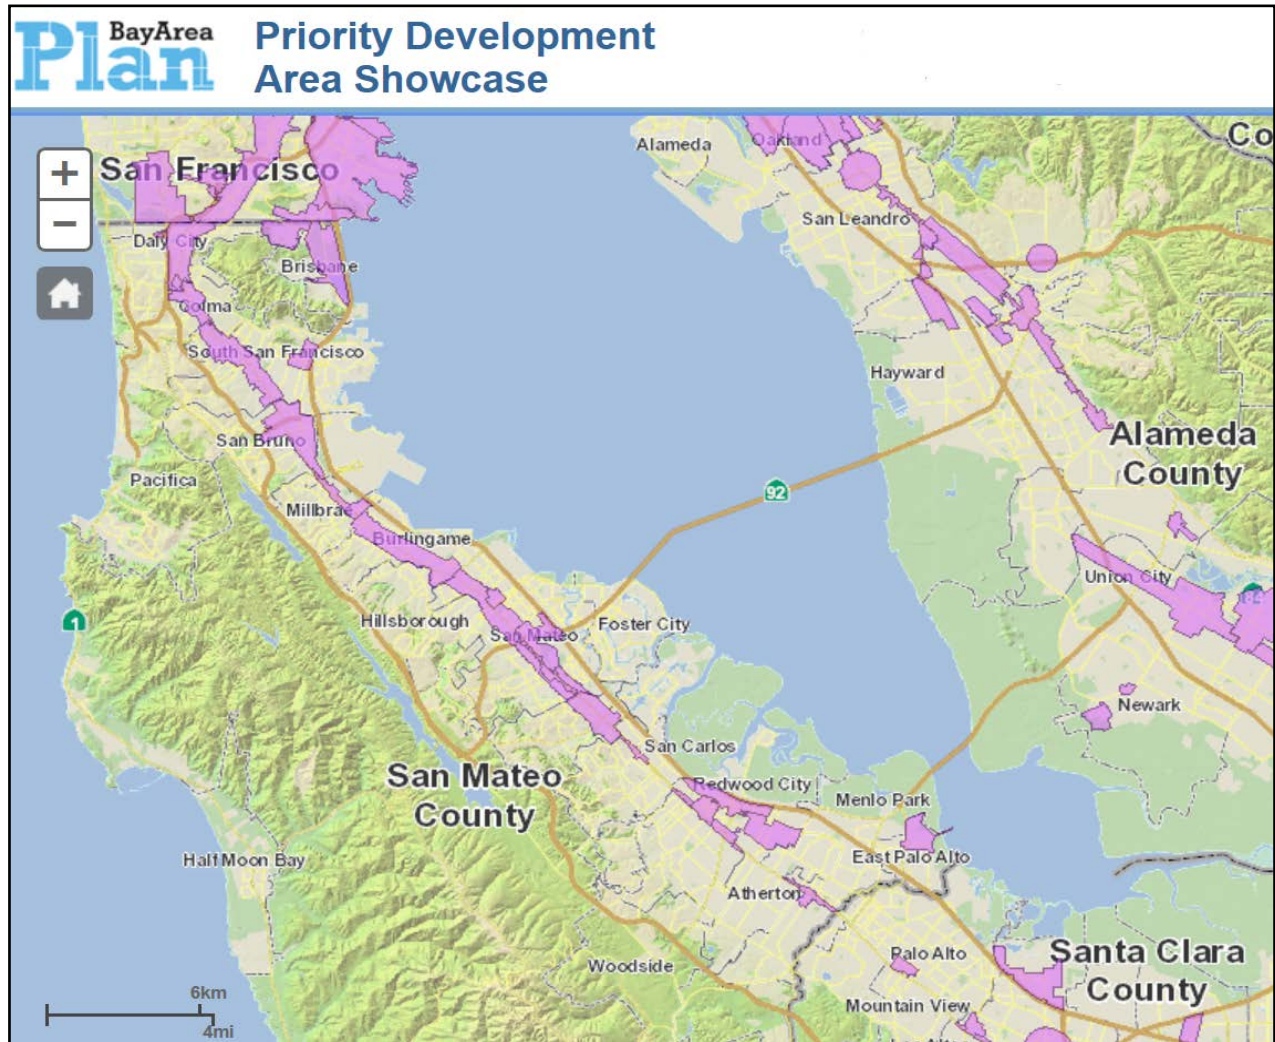 BayArea
Plan
Priority Development
Area Showcase
+
−
San Francisco
Daly City
Brisbane
Colma
South San Francisco
San Bruno
Pacifica
Millbrae
Burlingame
Hillsborough
San Mateo
Foster City
San Carlos
San Mateo
County
Redwood City
Menlo Park
East Palo Alto
Half Moon Bay
Atherton
Woodside
Palo Alto
Mountain View
Santa Clara
County
Alameda
Oakland
Co
San Leandro
Hayward
Alameda
County
92
1
Union City
84
Newark
6km
4mi